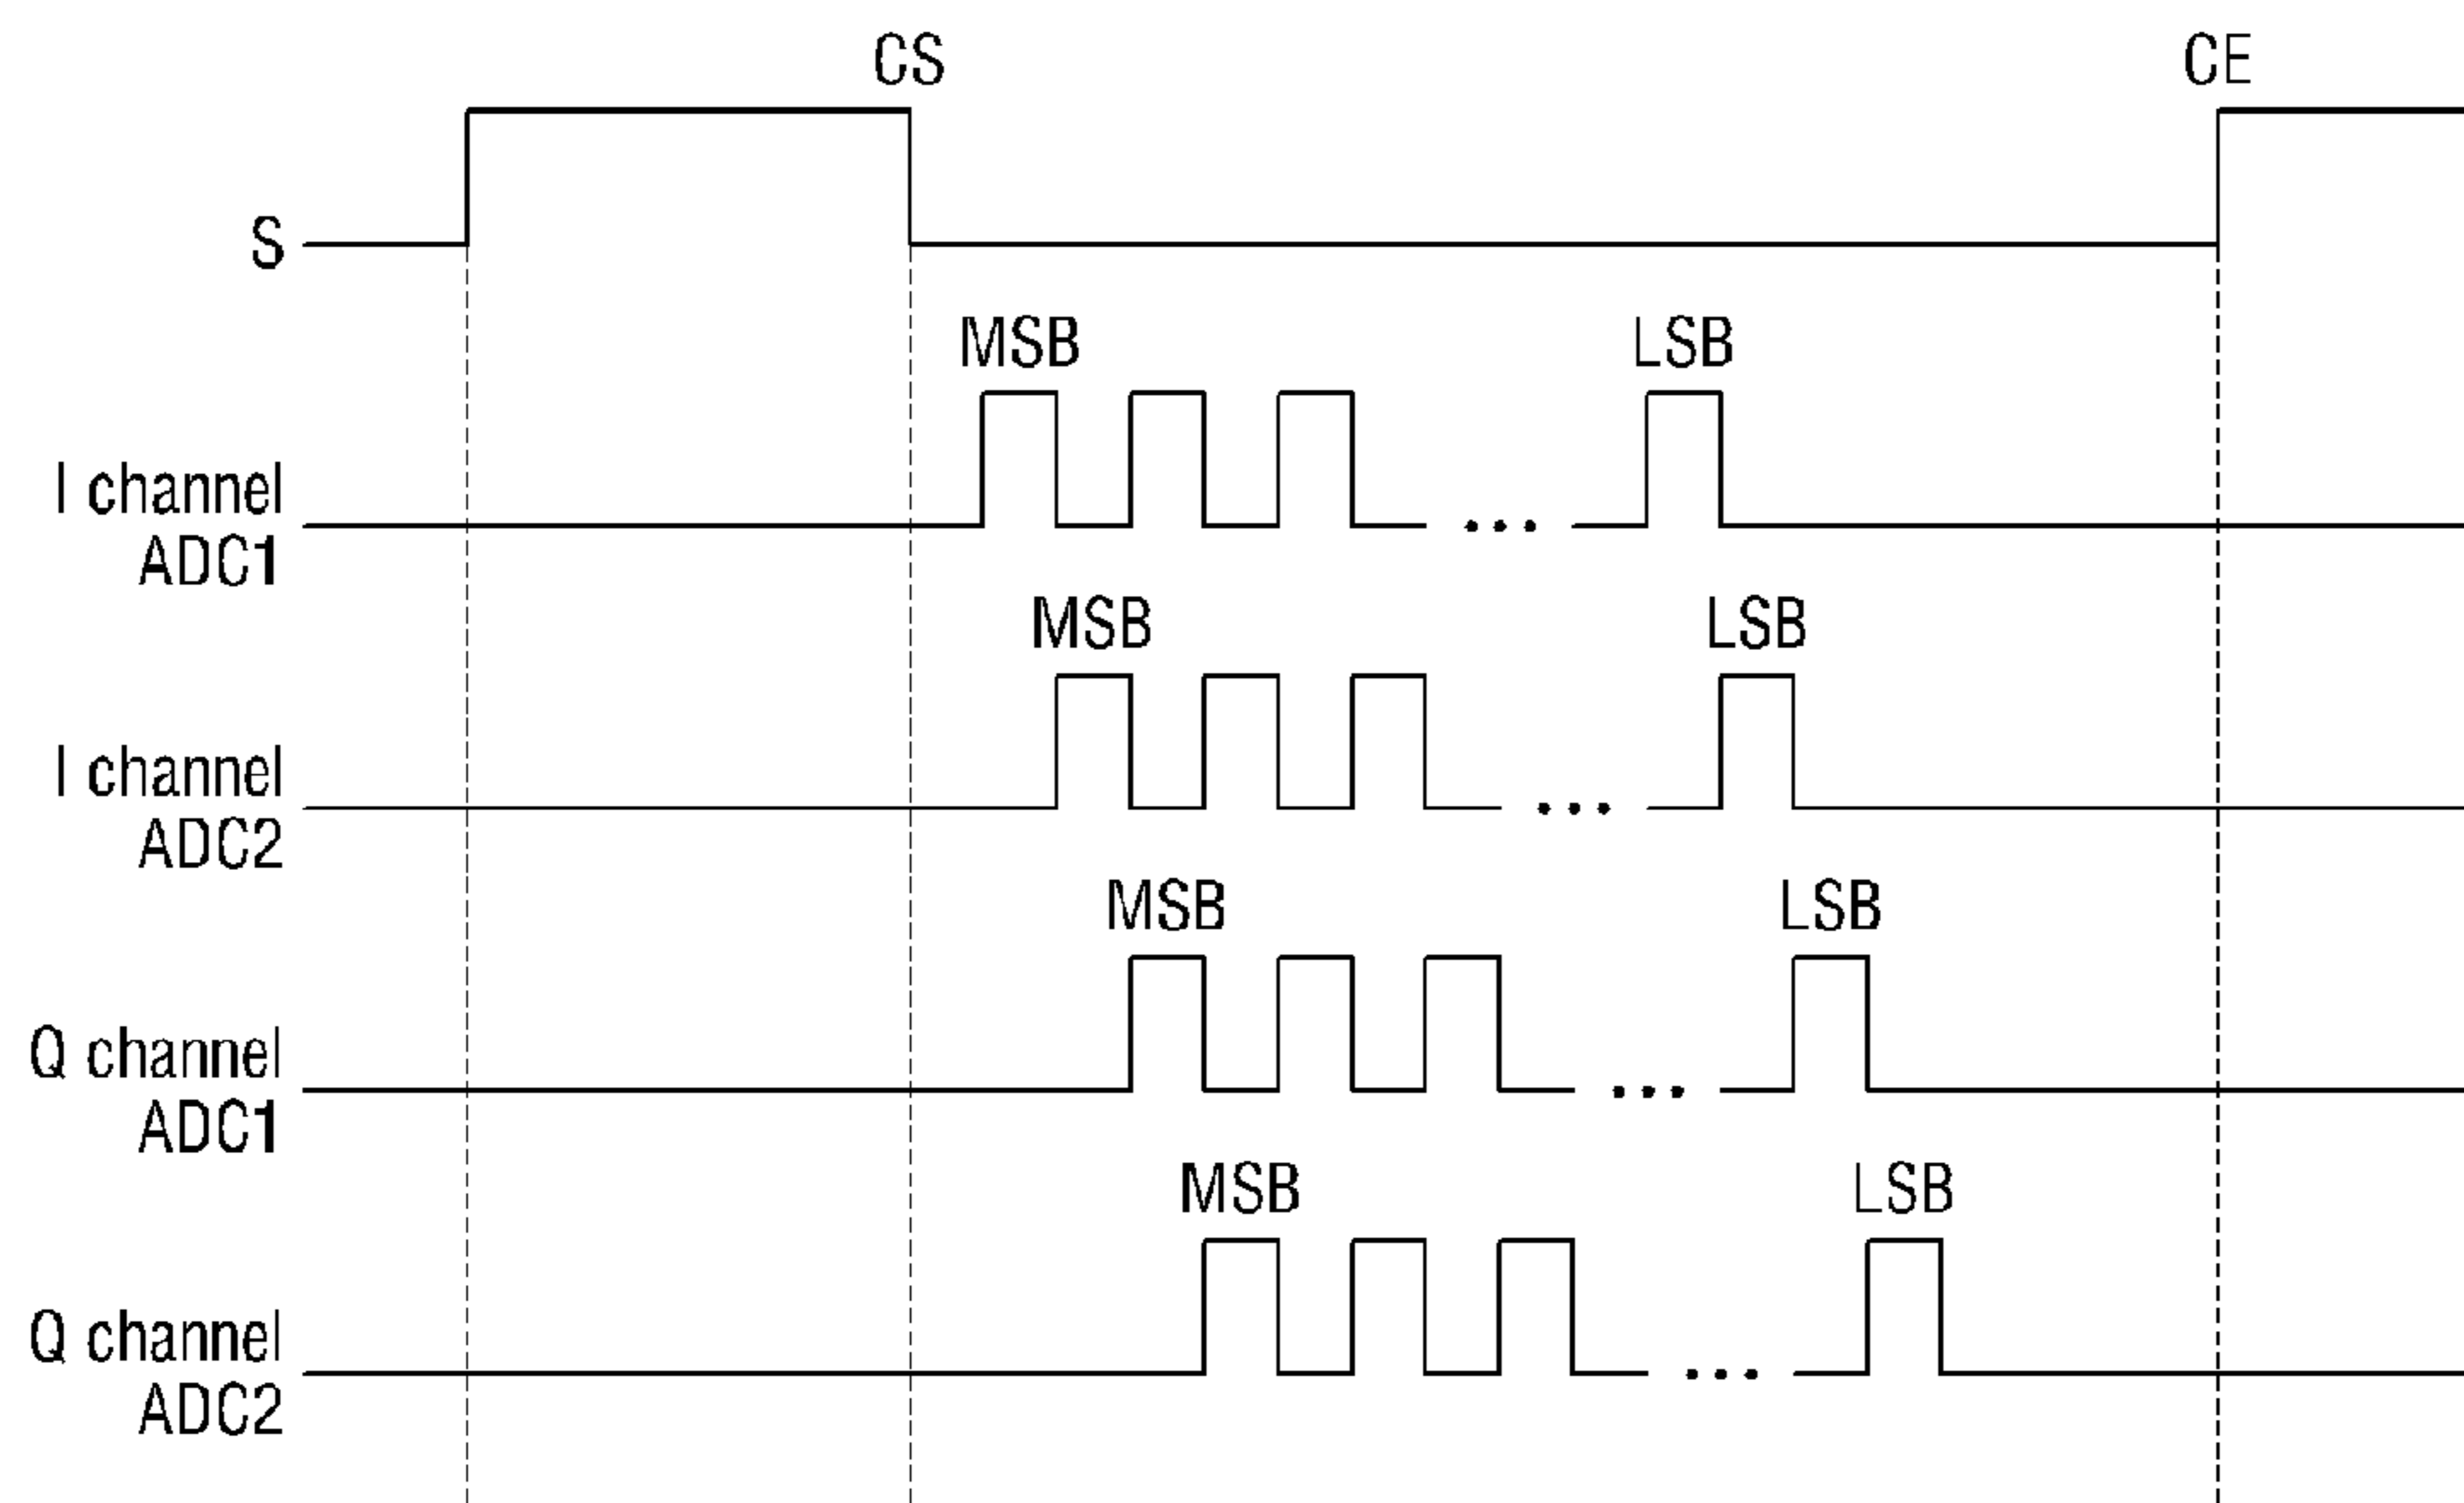 CS
CE
S
MSB
LSB
I channel
ADC1
MSB
LSB
I channel
ADC2
MSB
LSB
Q channel
ADC1
MSB
LSB
Q channel
ADC2